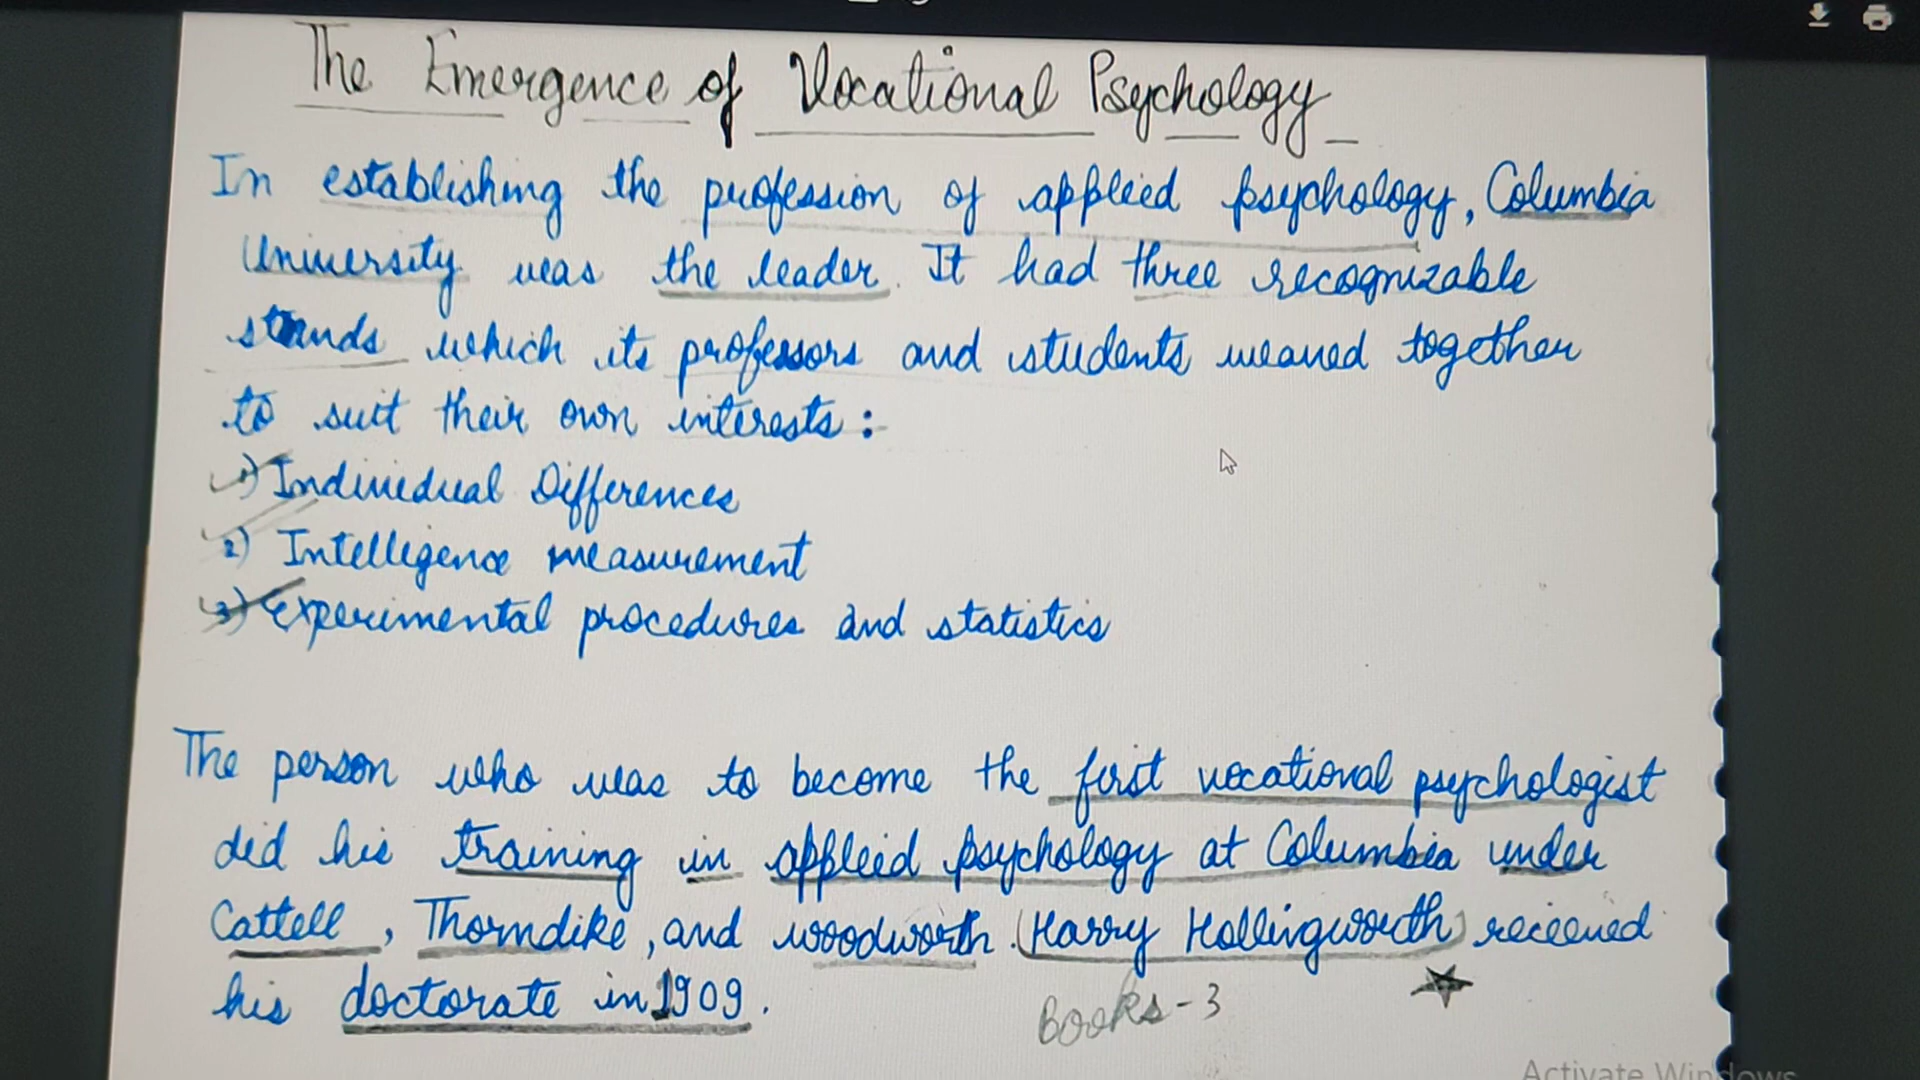 The Emergence of Vocational Psychology
In establishing the profession of applied psychology, Columbia
University was the leader. It had three recognizable
stands which its professors and students weaved together
to suit their own interests :
1) Individual Differences
2) Intelligence measurement
3) Experimental procedures and statistics
The person who was to become the first vocational psychologist
did his training in applied psychology at Columbia under
Cattell, Thorndike, and woodworth. (Harry Hollingworth) received
his doctorate in 1909.
Books - 3
Activate Windows